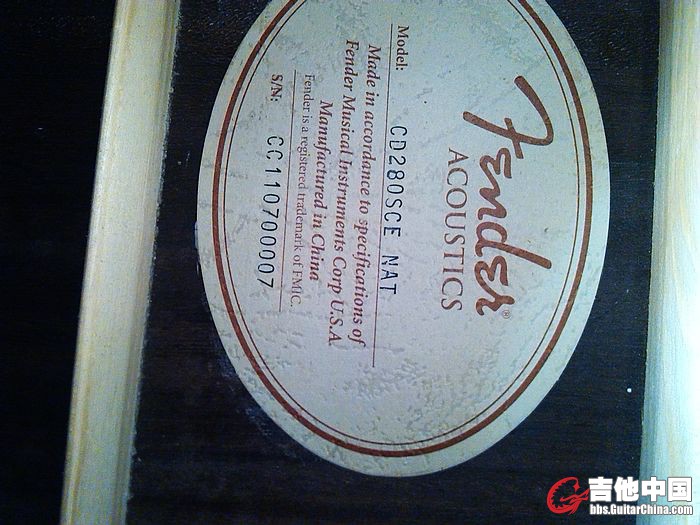 Fender®
ACOUSTICS
Model: CD280SCE NAT
Made in accordance to specifications of
Fender Musical Instruments Corp U.S.A
Manufactured in China
Fender is a registered trademark of FMIC.
S/N: CC110700007
吉他中国
bbs.GuitarChina.com